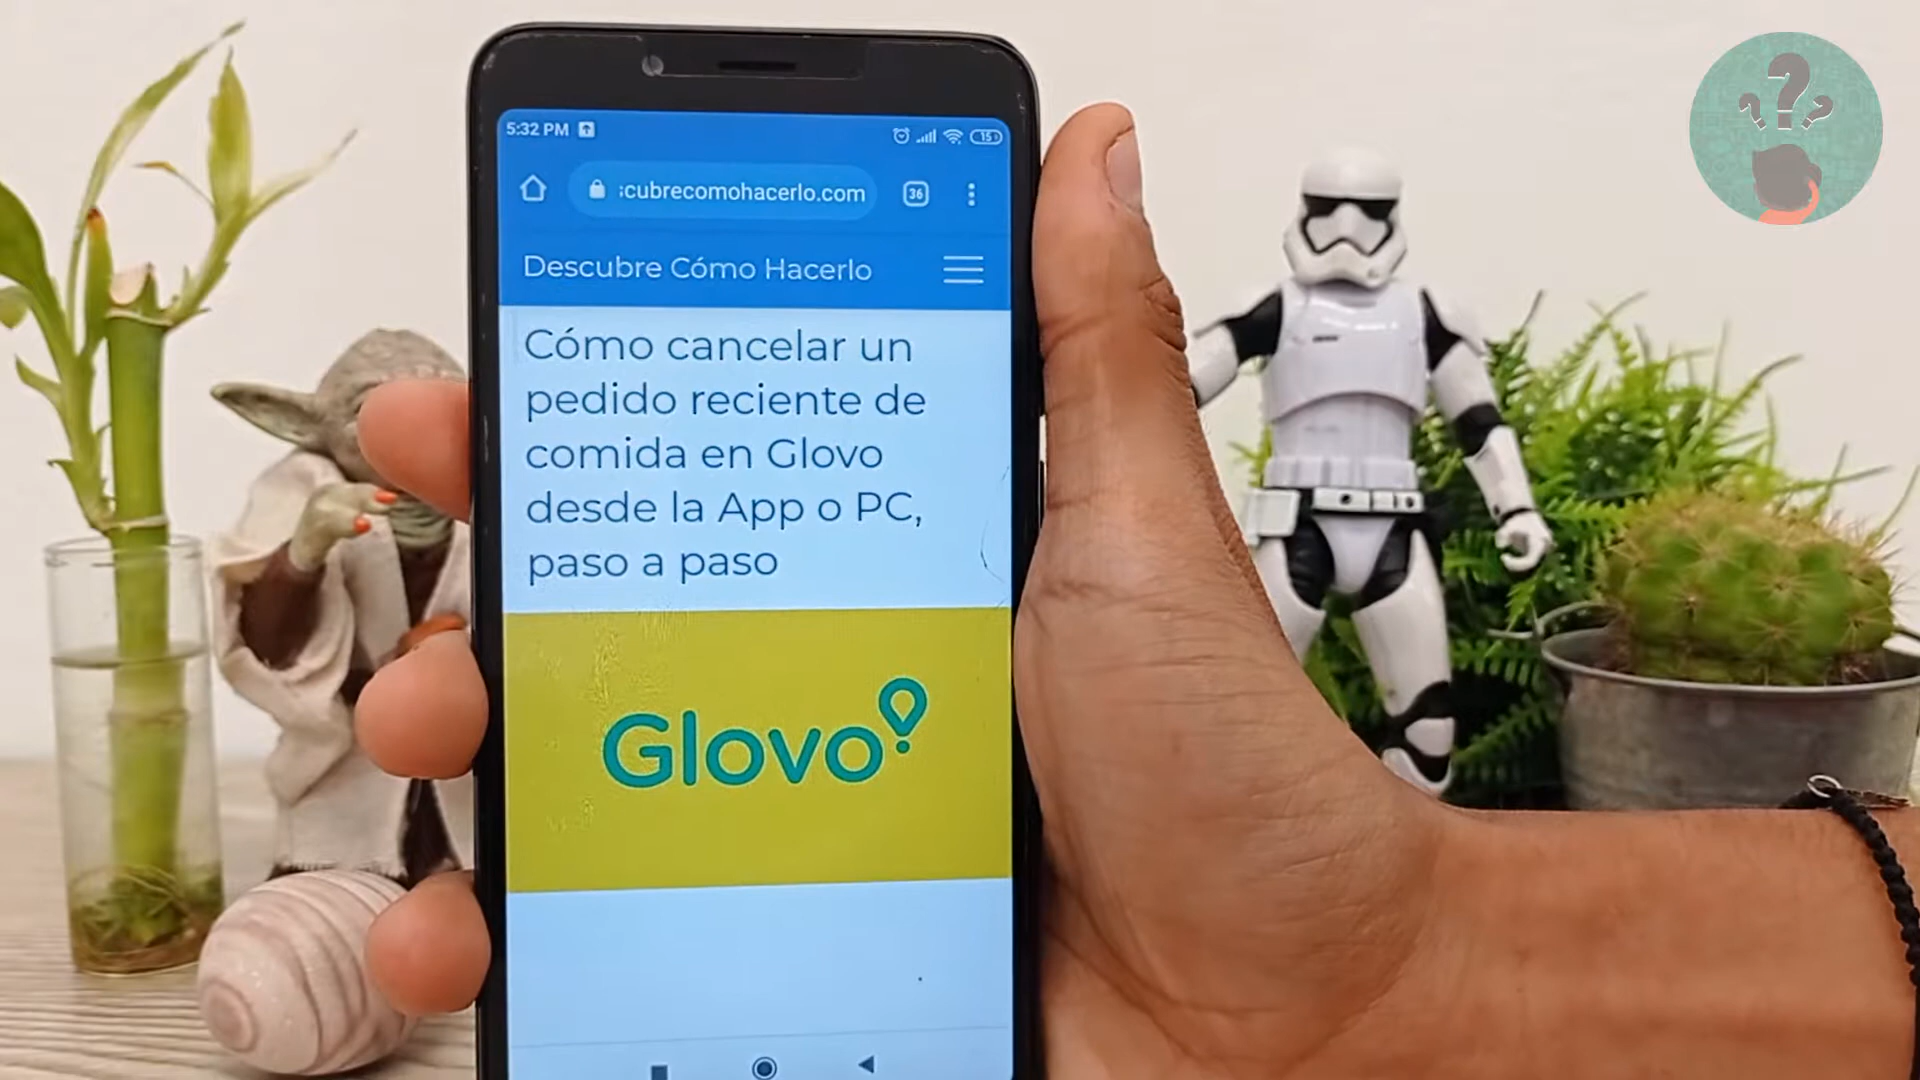 5:32 PM
15
:cubrecomohacerlo.com
36
Descubre Cómo Hacerlo
Cómo cancelar un
pedido reciente de
comida en Glovo
desde la App o PC,
paso a paso
Glovo